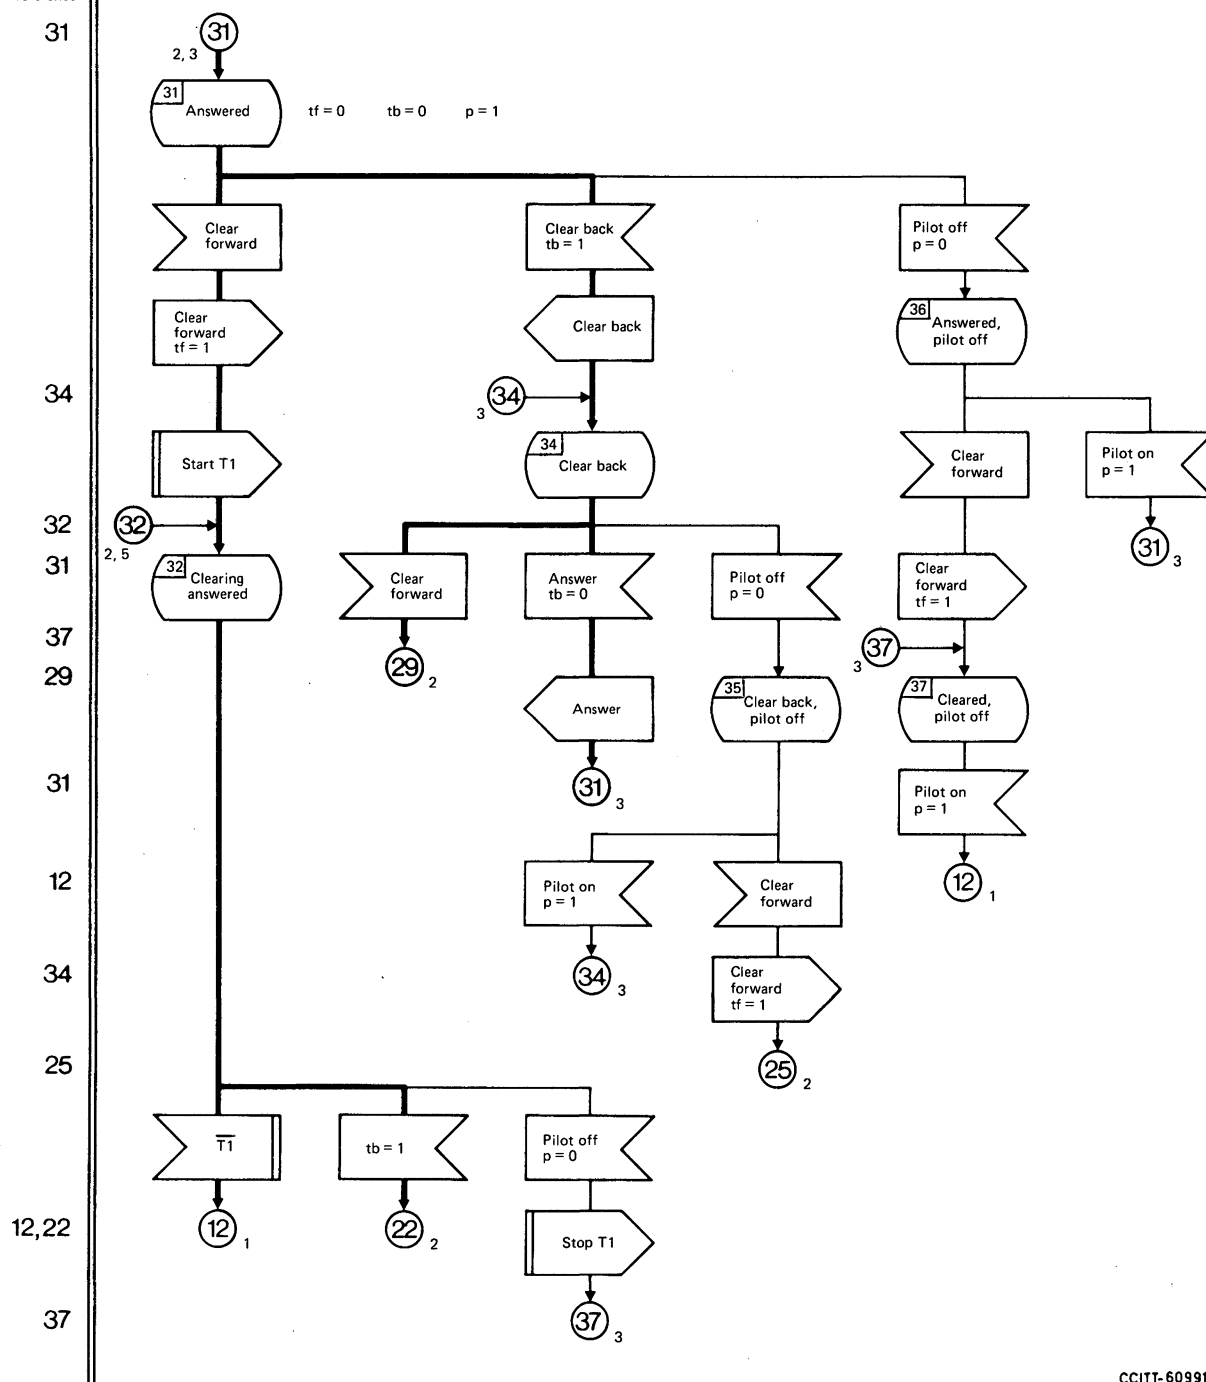 31
31
2, 3
31
Answered
tf = 0
tb = 0
p = 1
Clear
forward
Clear back
tb = 1
Pilot off
p = 0
Clear
forward
tf = 1
Clear back
36
Answered,
pilot off
34
34
3
Start T1
34
Clear back
Clear
forward
Pilot on
p = 1
32
32
2, 5
31
3
31
32
Clearing
answered
Clear
forward
Answer
tb = 0
Pilot off
p = 0
Clear
forward
tf = 1
37
37
3
29
29
2
Answer
35
Clear back,
pilot off
37
Cleared,
pilot off
31
31
3
Pilot on
p = 1
12
Pilot on
p = 1
Clear
forward
12
1
34
34
3
Clear
forward
tf = 1
25
25
2
T1
tb = 1
Pilot off
p = 0
12,22
12
1
22
2
Stop T1
37
37
3
CCITT-60991